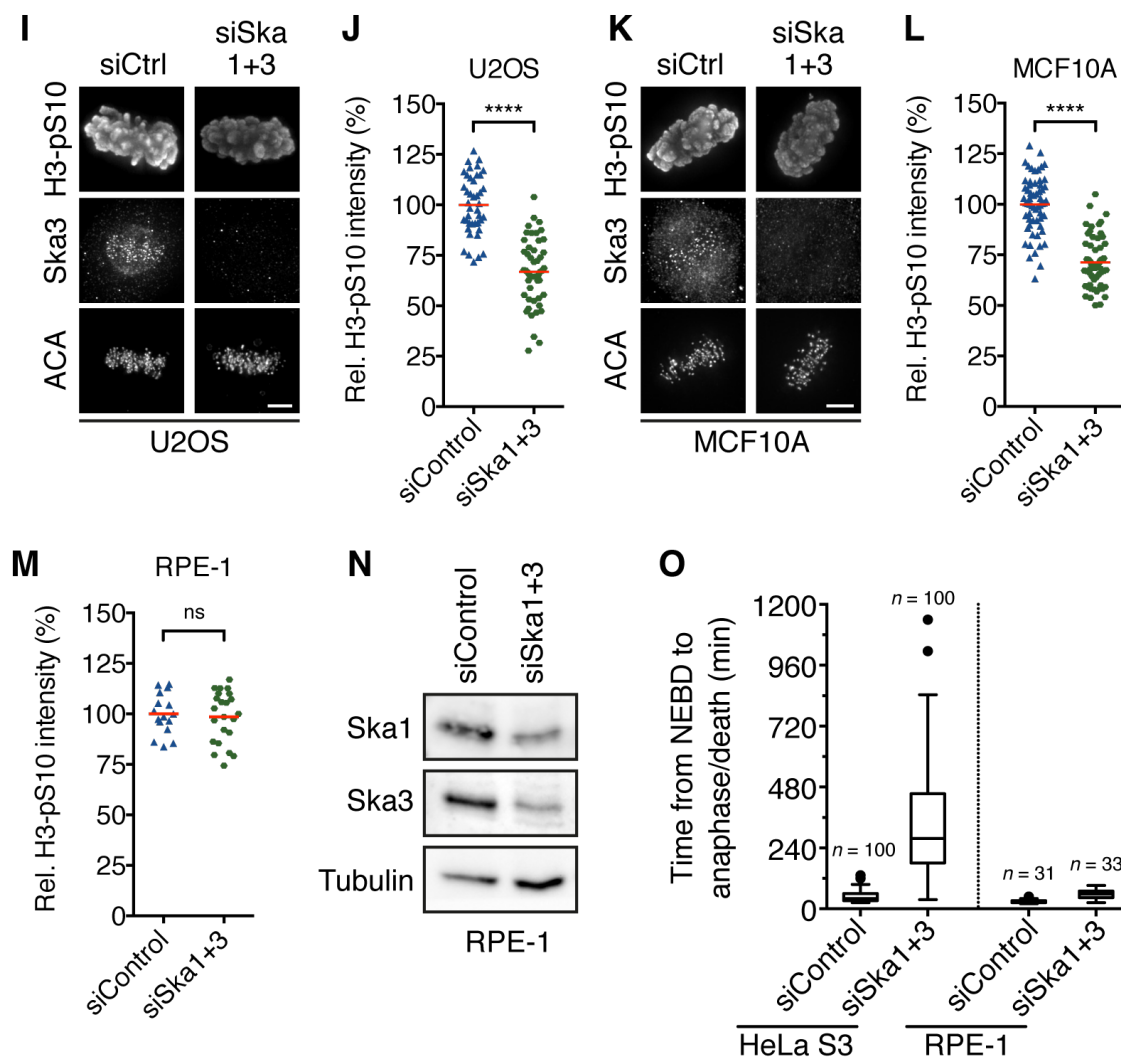 I
siCtrl
siSka
1+3
H3-pS10
Ska3
ACA
U2OS
J
U2OS
Rel. H3-pS10 intensity (%)
150
125
100
75
50
25
0
****
siControl
siSka1+3
K
siCtrl
siSka
1+3
H3-pS10
Ska3
ACA
MCF10A
L
MCF10A
Rel. H3-pS10 intensity (%)
150
125
100
75
50
25
0
****
siControl
siSka1+3
M
RPE-1
Rel. H3-pS10 intensity (%)
150
125
100
75
50
25
0
ns
siControl
siSka1+3
N
siControl
siSka1+3
Ska1
Ska3
Tubulin
RPE-1
O
Time from NEBD to
anaphase/death (min)
1200
960
720
480
240
0
n = 100
n = 100
n = 31
n = 33
siControl
siSka1+3
siControl
siSka1+3
HeLa S3
RPE-1